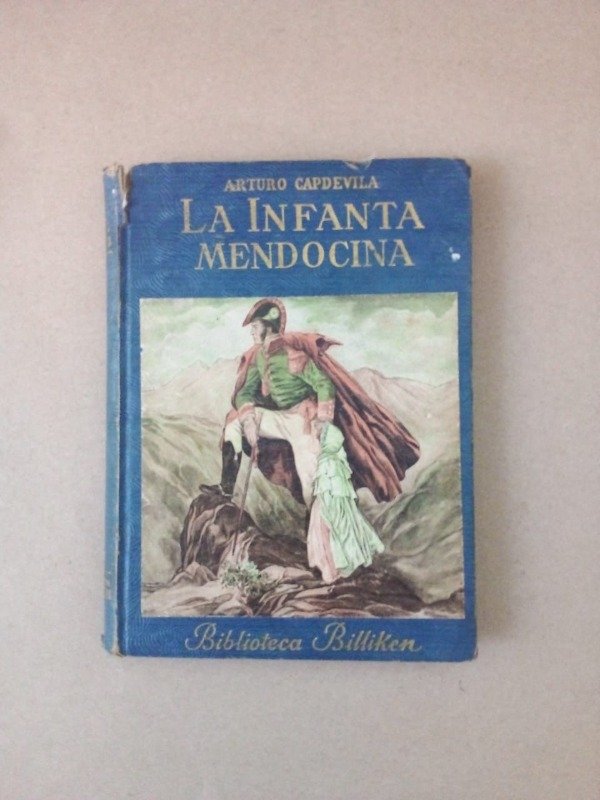 ARTURO CAPDEVILA
LA INFANTA
MENDOCINA
Biblioteca Billiken